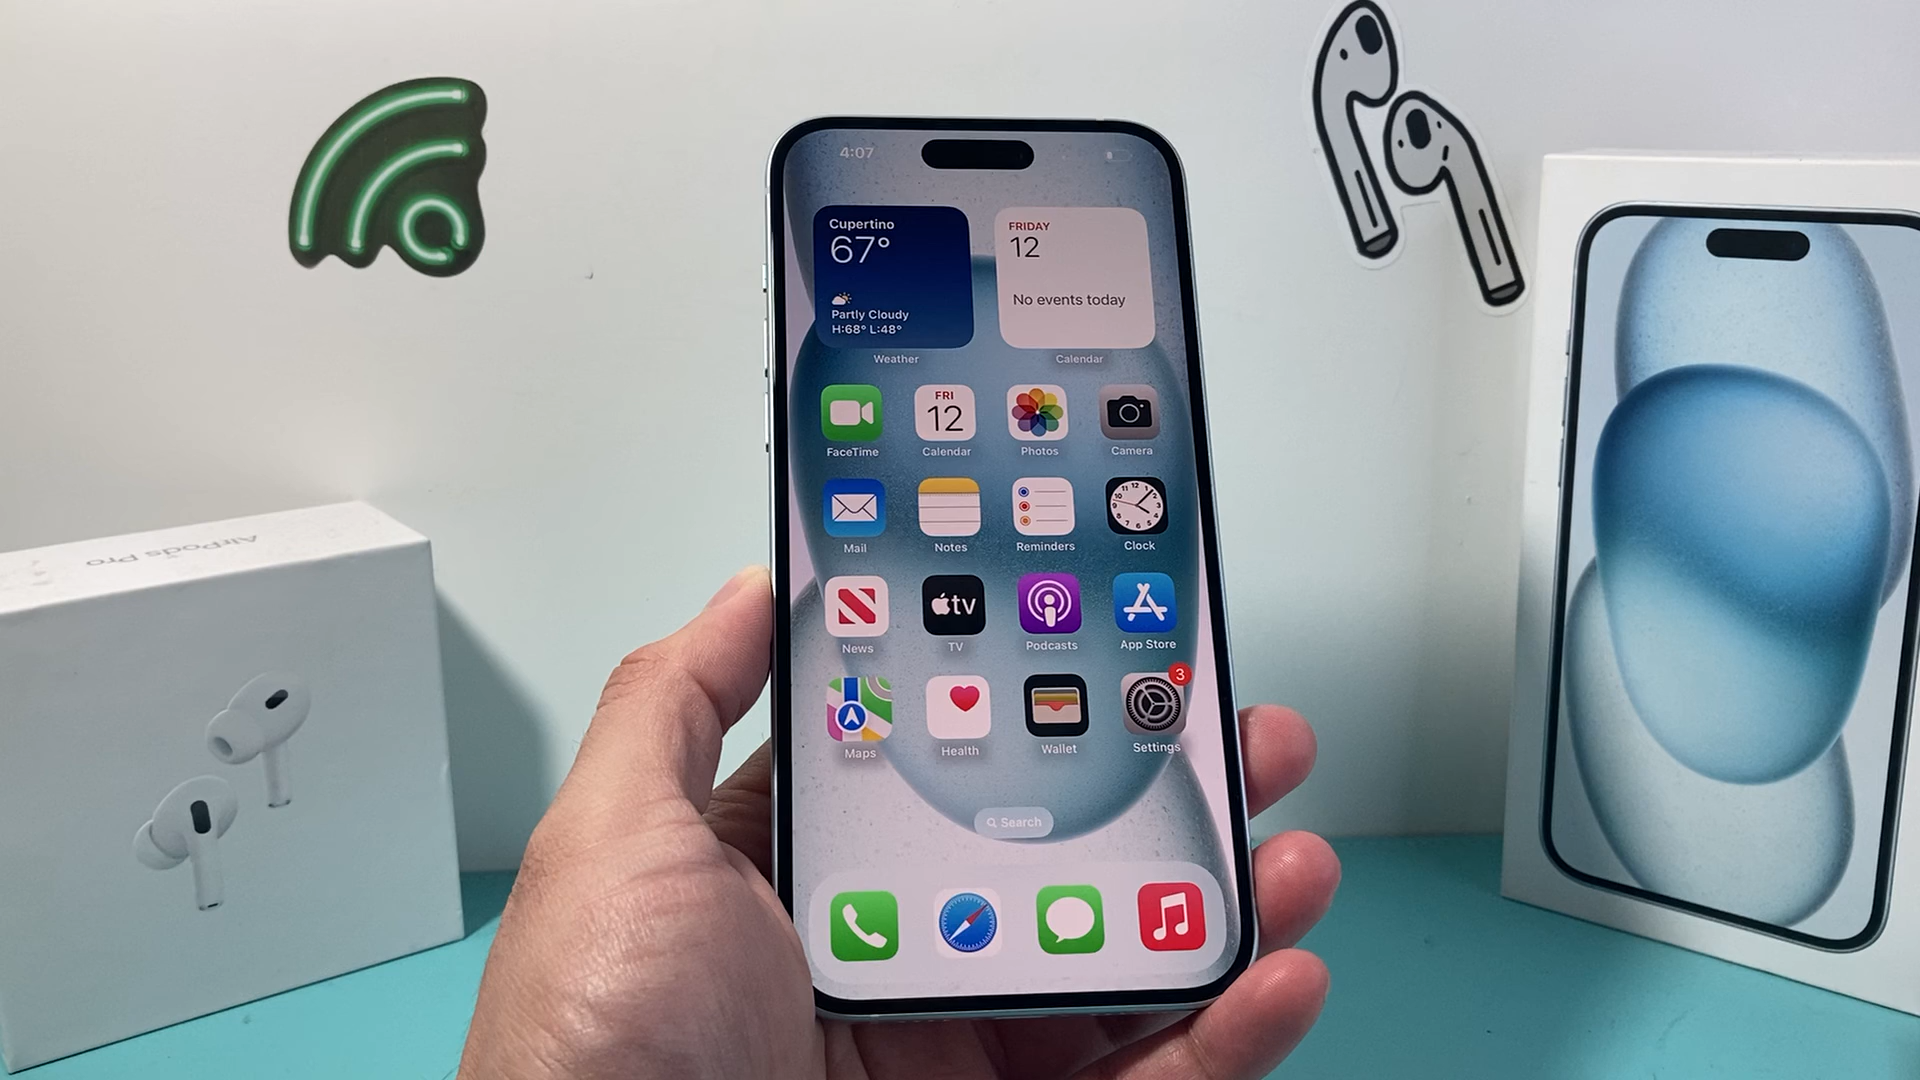 4:07
Cupertino
67°
Partly Cloudy
H:68° L:48°
Weather
FRIDAY
12
No events today
Calendar
FaceTime
FRI
12
Calendar
Photos
Camera
Mail
Notes
Reminders
Clock
News
tv
TV
Podcasts
App Store
Maps
Health
Wallet
3
Settings
Search
AirPods Pro